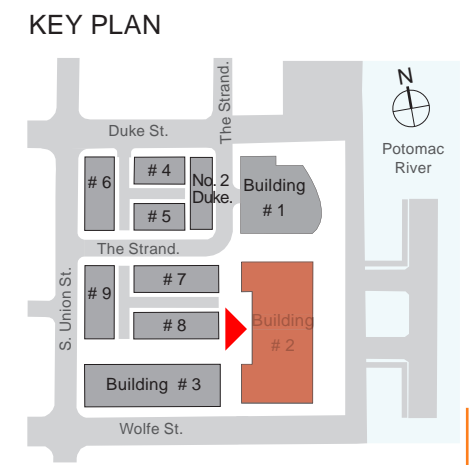 KEY PLAN
N
The Strand.
Duke St.
Potomac
River
# 4
# 6
No. 2
Duke.
Building
# 1
# 5
The Strand.
# 7
# 9
S. Union St.
# 8
Building
# 2
Building # 3
Wolfe St.